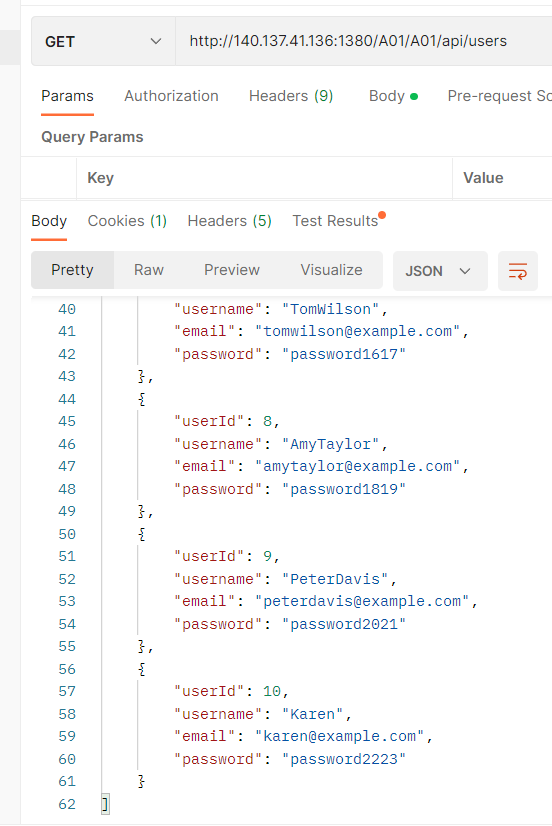 GET http://140.137.41.136:1380/A01/A01/api/users
Params Authorization Headers (9) Body Pre-request Sc
Query Params
Key Value
Body Cookies (1) Headers (5) Test Results
Pretty Raw Preview Visualize JSON
40 "username": "TomWilson",
41 "email": "tomwilson@example.com",
42 "password": "password1617"
43 },
44 {
45 "userId": 8,
46 "username": "AmyTaylor",
47 "email": "amytaylor@example.com",
48 "password": "password1819"
49 },
50 {
51 "userId": 9,
52 "username": "PeterDavis",
53 "email": "peterdavis@example.com",
54 "password": "password2021"
55 },
56 {
57 "userId": 10,
58 "username": "Karen",
59 "email": "karen@example.com",
60 "password": "password2223"
61 }
62 ]